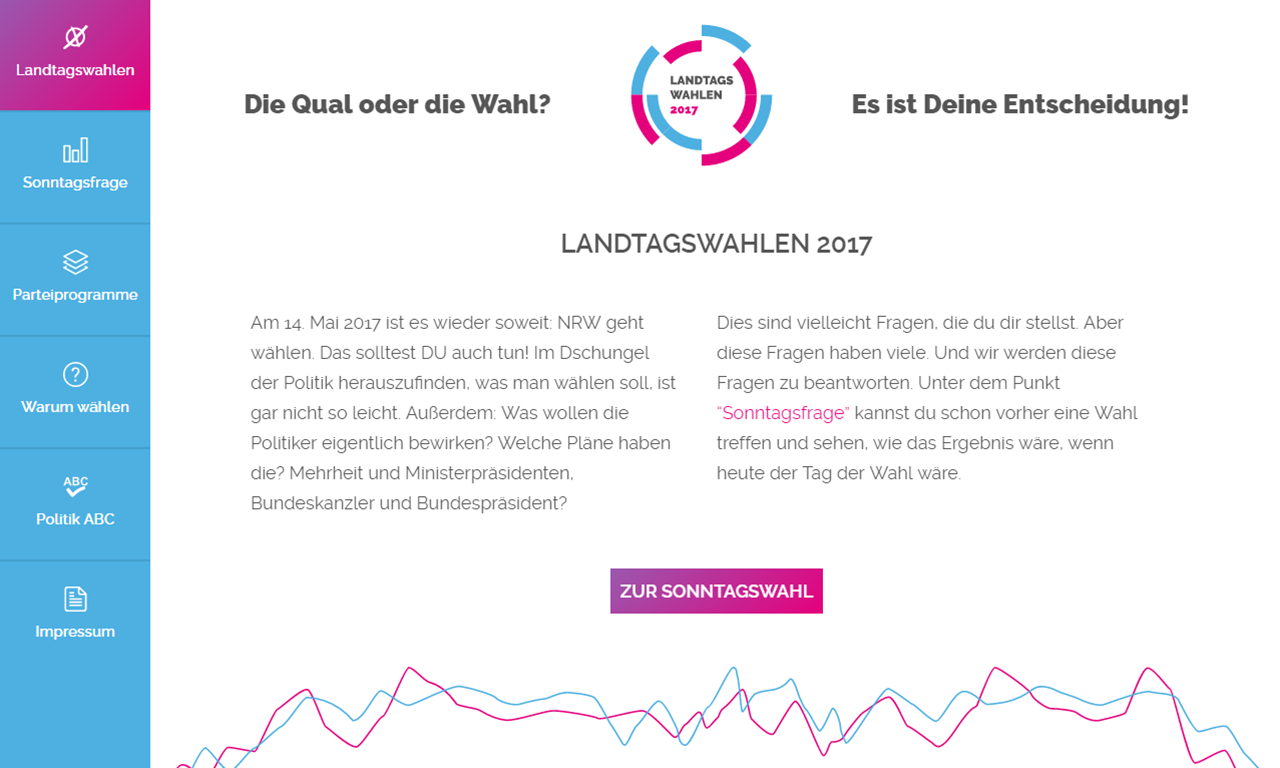 Landtagswahlen
Sonntagsfrage
Parteiprogramme
Warum wählen
ABC
Politik ABC
Impressum
Die Qual oder die Wahl?
LANDTAGS
WAHLEN
2017
Es ist Deine Entscheidung!
LANDTAGSWAHLEN 2017
Am 14. Mai 2017 ist es wieder soweit: NRW geht
wählen. Das solltest DU auch tun! Im Dschungel
der Politik herauszufinden, was man wählen soll, ist
gar nicht so leicht. Außerdem: Was wollen die
Politiker eigentlich bewirken? Welche Pläne haben
die? Mehrheit und Ministerpräsidenten,
Bundeskanzler und Bundespräsident?
Dies sind vielleicht Fragen, die du dir stellst. Aber
diese Fragen haben viele. Und wir werden diese
Fragen zu beantworten. Unter dem Punkt
“Sonntagsfrage” kannst du schon vorher eine Wahl
treffen und sehen, wie das Ergebnis wäre, wenn
heute der Tag der Wahl wäre.
ZUR SONNTAGSWAHL